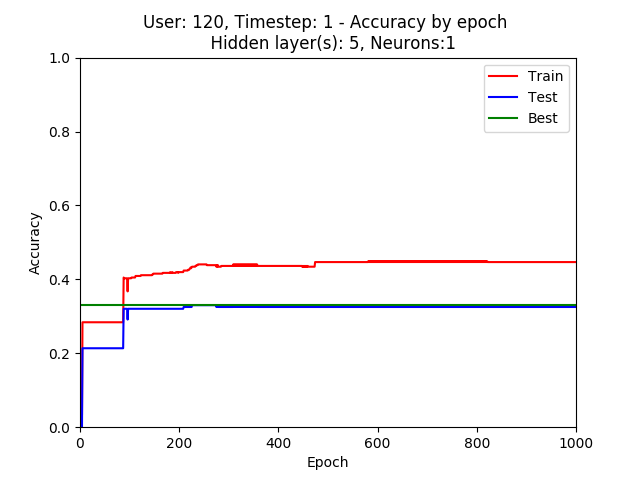 User: 120, Timestep: 1 - Accuracy by epoch
Hidden layer(s): 5, Neurons:1
1.0
0.8
0.6
0.4
0.2
0.0
Accuracy
Train
Test
Best
0 200 400 600 800 1000
Epoch